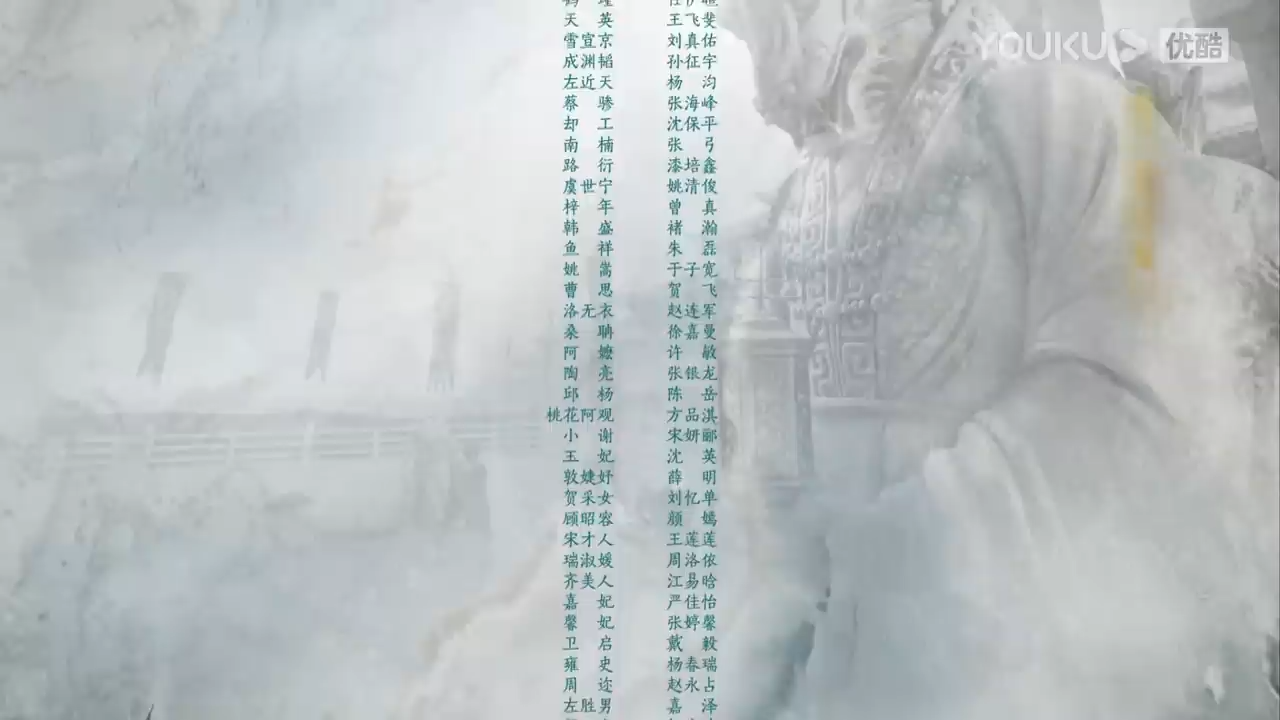 YOUKU 优酷
天英 王飞斐
雪宣京 刘真佑
成渊韬 孙征宇
左近天 杨沟
蔡骖 张海峰
却工 沈保平
南楠 张弓
路衍 漆培鑫
虞世宁 姚清俊
梓年 曾真
韩盛 褚瀚
鱼祥 朱磊
姚嵩 于子宽
曹思 贺飞
洛无衣 赵连军
桑聃 徐嘉曼
阿嬷 许敏
陶亮 张银龙
邱杨 陈岳
桃花阿观 方品淇
小谢 宋妍郦
玉妃 沈英
敦婕妤 薛明
贺采女 刘忆单
顾昭容 颜嫣
宋才人 王莲莲
瑞淑媛 周洛依
齐美人 江易晗
嘉妃 严佳怡
馨妃 张婷馨
卫启 戴毅
雍史 杨春瑞
周迩 赵永占
左胜男 嘉泽